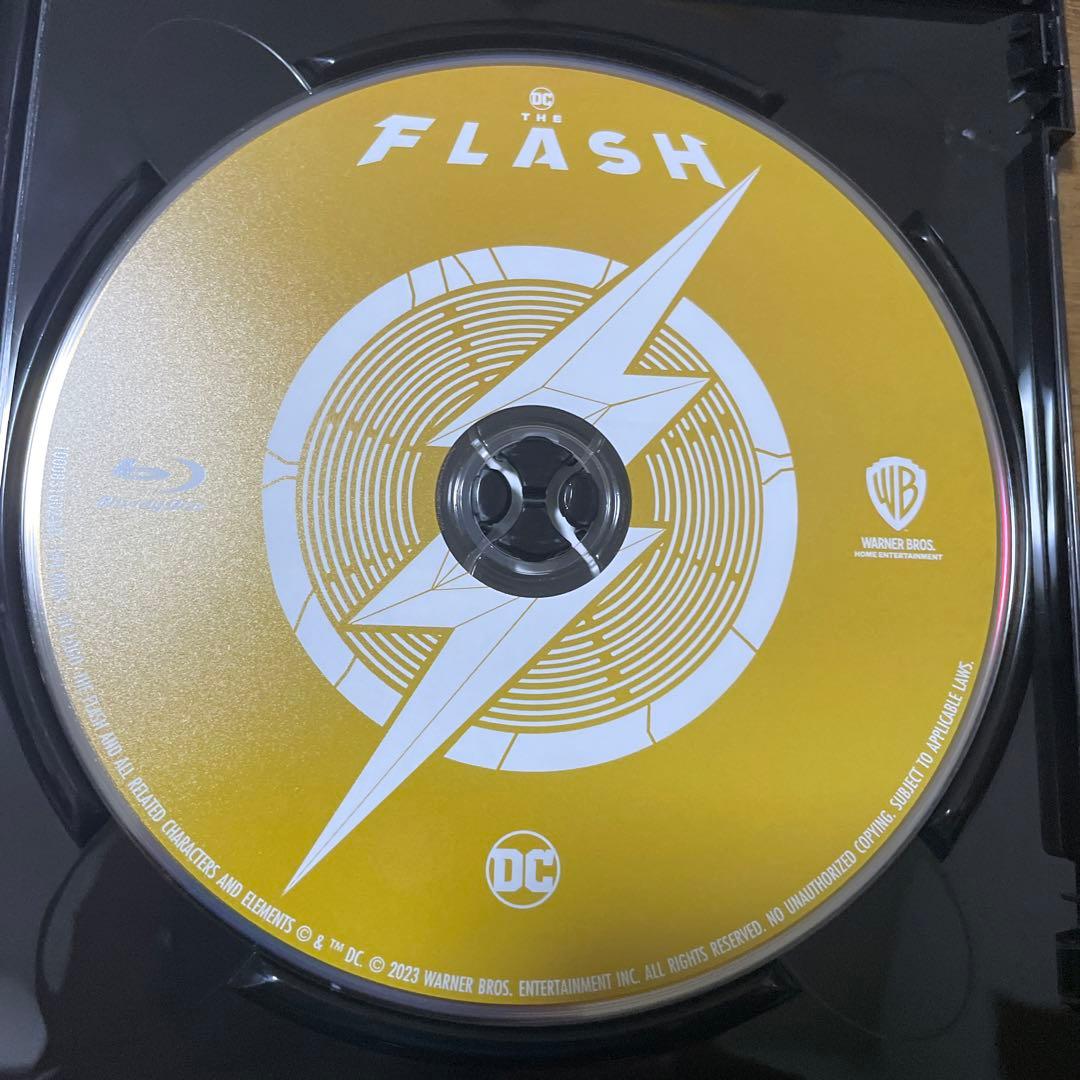 DC
THE
FLASH
Blu-ray Disc
WB
WARNER BROS.
HOME ENTERTAINMENT
DC
THE FLASH AND ALL RELATED CHARACTERS AND ELEMENTS © & ™ DC. © 2023 WARNER BROS. ENTERTAINMENT INC. ALL RIGHTS RESERVED. NO UNAUTHORIZED COPYING. SUBJECT TO APPLICABLE LAWS.